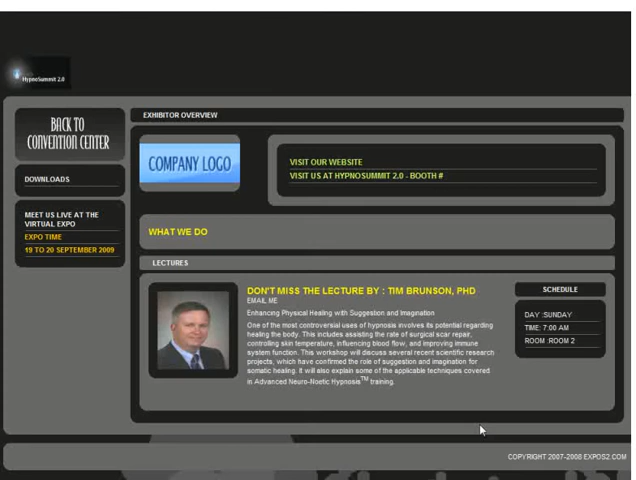 HypnoSummit 2.0
BACK TO
CONVENTION CENTER
DOWNLOADS
MEET US LIVE AT THE
VIRTUAL EXPO
EXPO TIME
19 TO 20 SEPTEMBER 2009
EXHIBITOR OVERVIEW
COMPANY LOGO
VISIT OUR WEBSITE
VISIT US AT HYPNOSUMMIT 2.0 - BOOTH #
WHAT WE DO
LECTURES
DON'T MISS THE LECTURE BY : TIM BRUNSON, PHD
EMAIL ME
Enhancing Physical Healing with Suggestion and Imagination
One of the most controversial uses of hypnosis involves its potential regarding
healing the body. This includes assisting the rate of surgical scar repair,
controlling skin temperature, influencing blood flow, and improving immune
system function. This workshop will discuss several recent scientific research
projects, which have confirmed the role of suggestion and imagination for
somatic healing. It will also explain some of the applicable techniques covered
in Advanced Neuro-Noetic Hypnosis™ training.
SCHEDULE
DAY :SUNDAY
TIME: 7:00 AM
ROOM :ROOM 2
COPYRIGHT 2007-2008 EXPOS2.COM